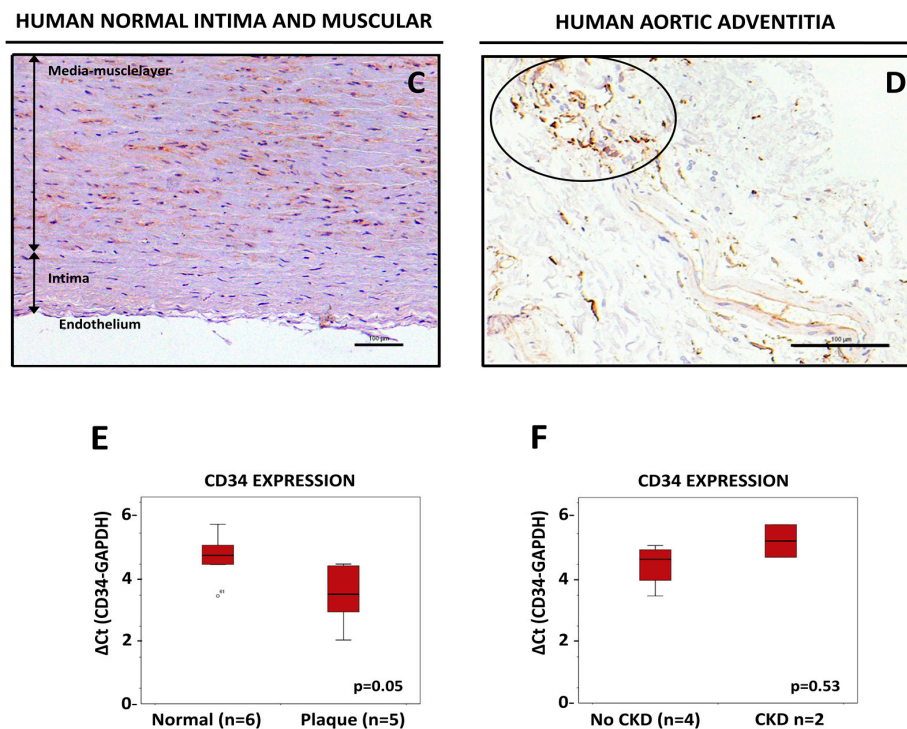 HUMAN NORMAL INTIMA AND MUSCULAR
HUMAN AORTIC ADVENTITIA
Media-musclelayer
C
Intima
Endothelium
100 µm
D
100 µm
E
CD34 EXPRESSION
ΔCt (CD34-GAPDH)
6-
4-
2-
0-
61
p=0.05
Normal (n=6)
Plaque (n=5)
F
CD34 EXPRESSION
ΔCt (CD34-GAPDH)
6-
4-
2-
0-
p=0.53
No CKD (n=4)
CKD n=2